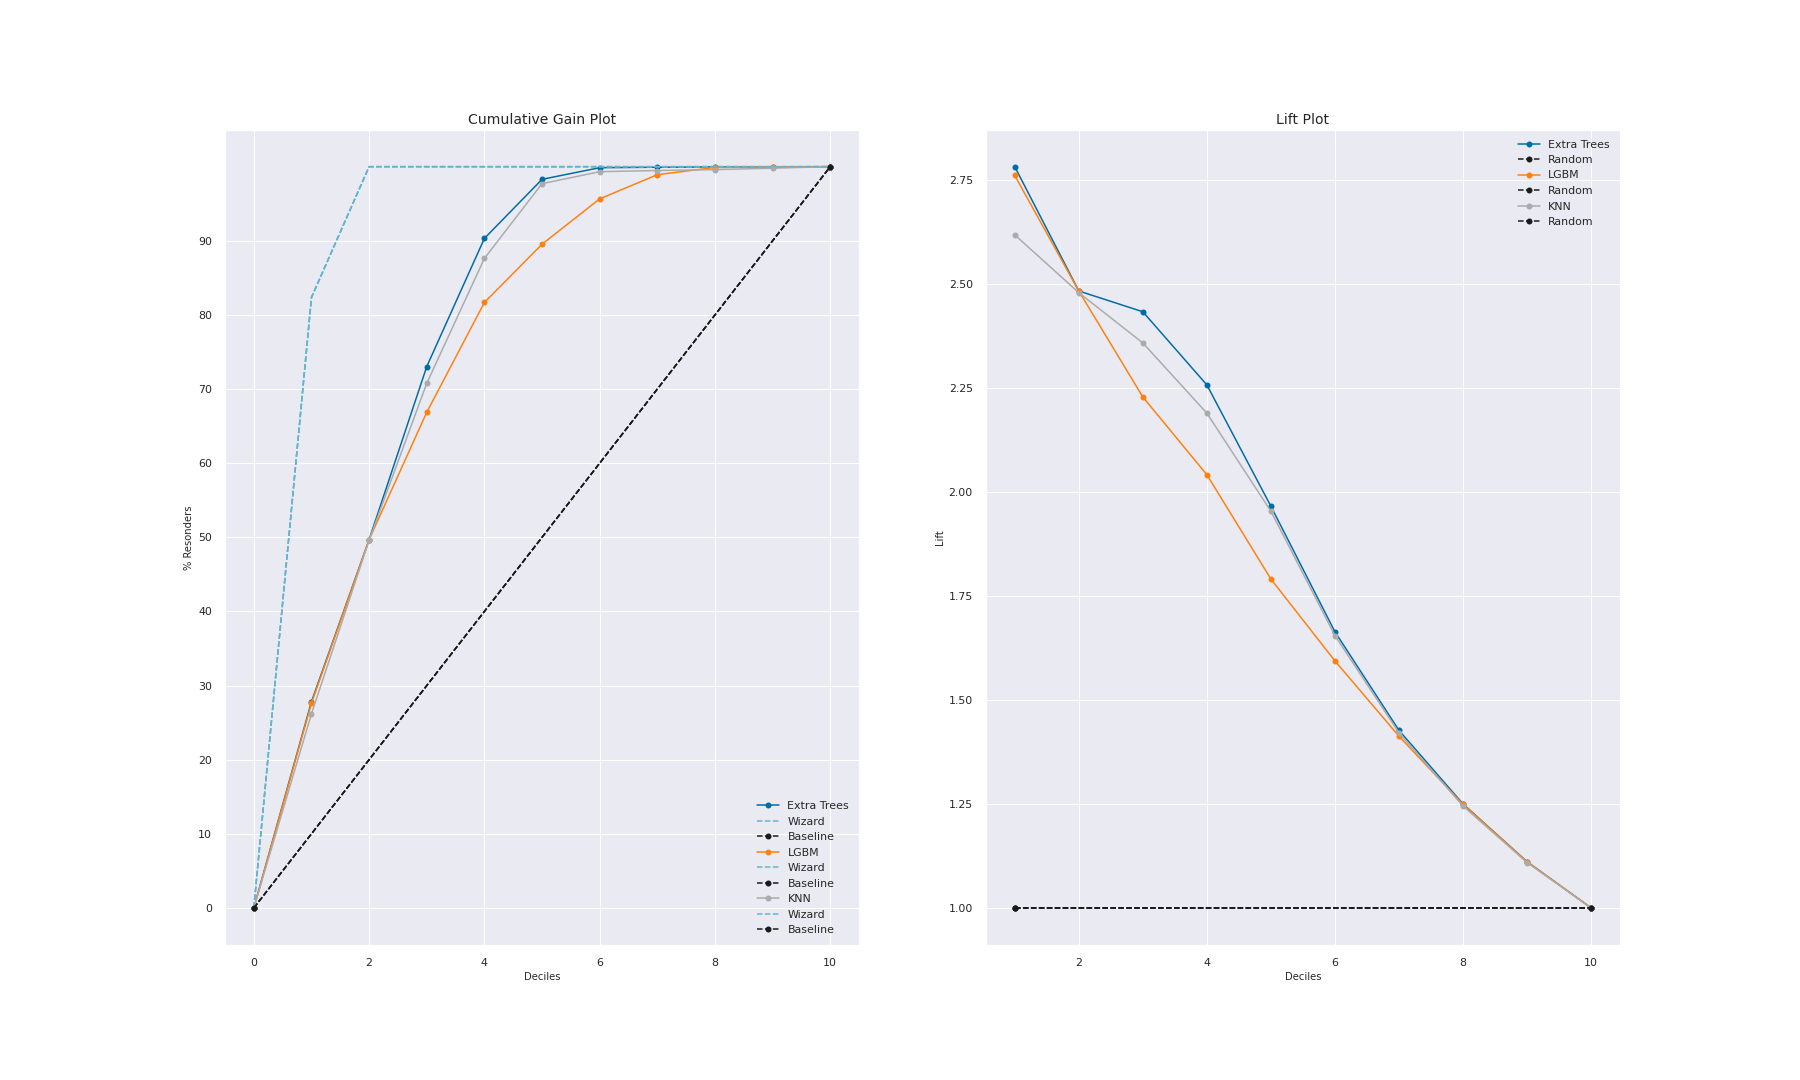 Cumulative Gain Plot
% Resonders
90
80
70
60
50
40
30
20
10
0
0 2 4 6 8 10
Deciles
Extra Trees
Wizard
Baseline
LGBM
Wizard
Baseline
KNN
Wizard
Baseline
Lift Plot
Lift
2.75
2.50
2.25
2.00
1.75
1.50
1.25
1.00
2 4 6 8 10
Deciles
Extra Trees
Random
LGBM
Random
KNN
Random